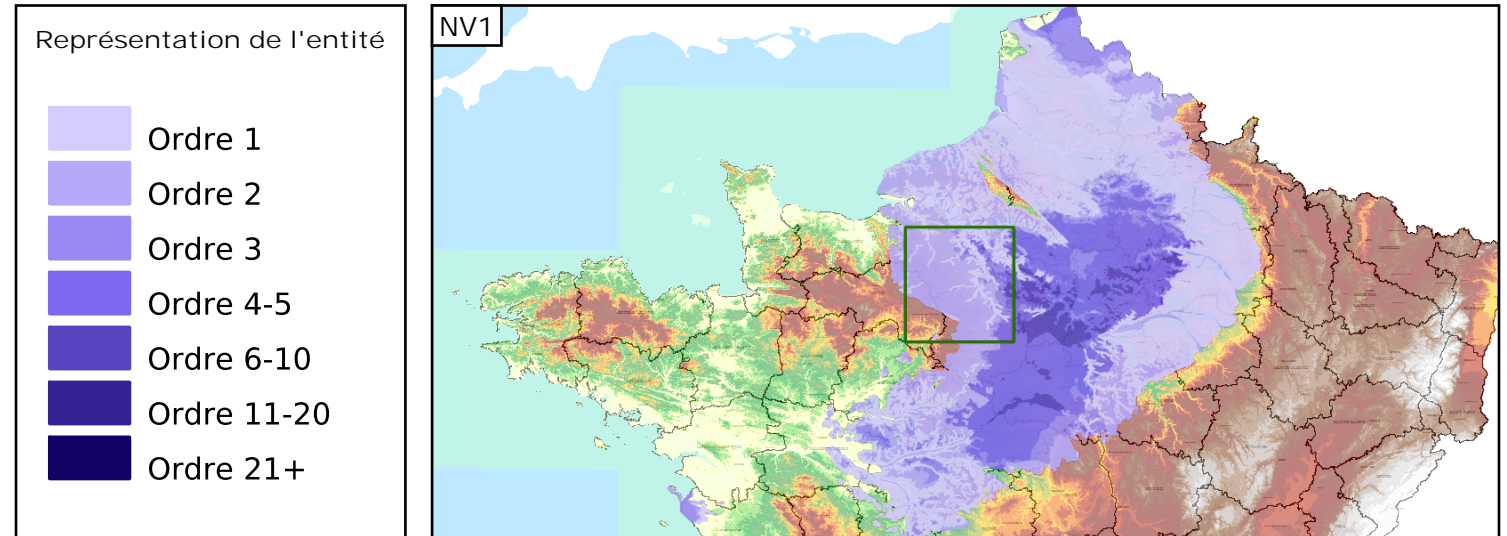 Représentation de l'entité
Ordre 1
Ordre 2
Ordre 3
Ordre 4-5
Ordre 6-10
Ordre 11-20
Ordre 21+
NV1